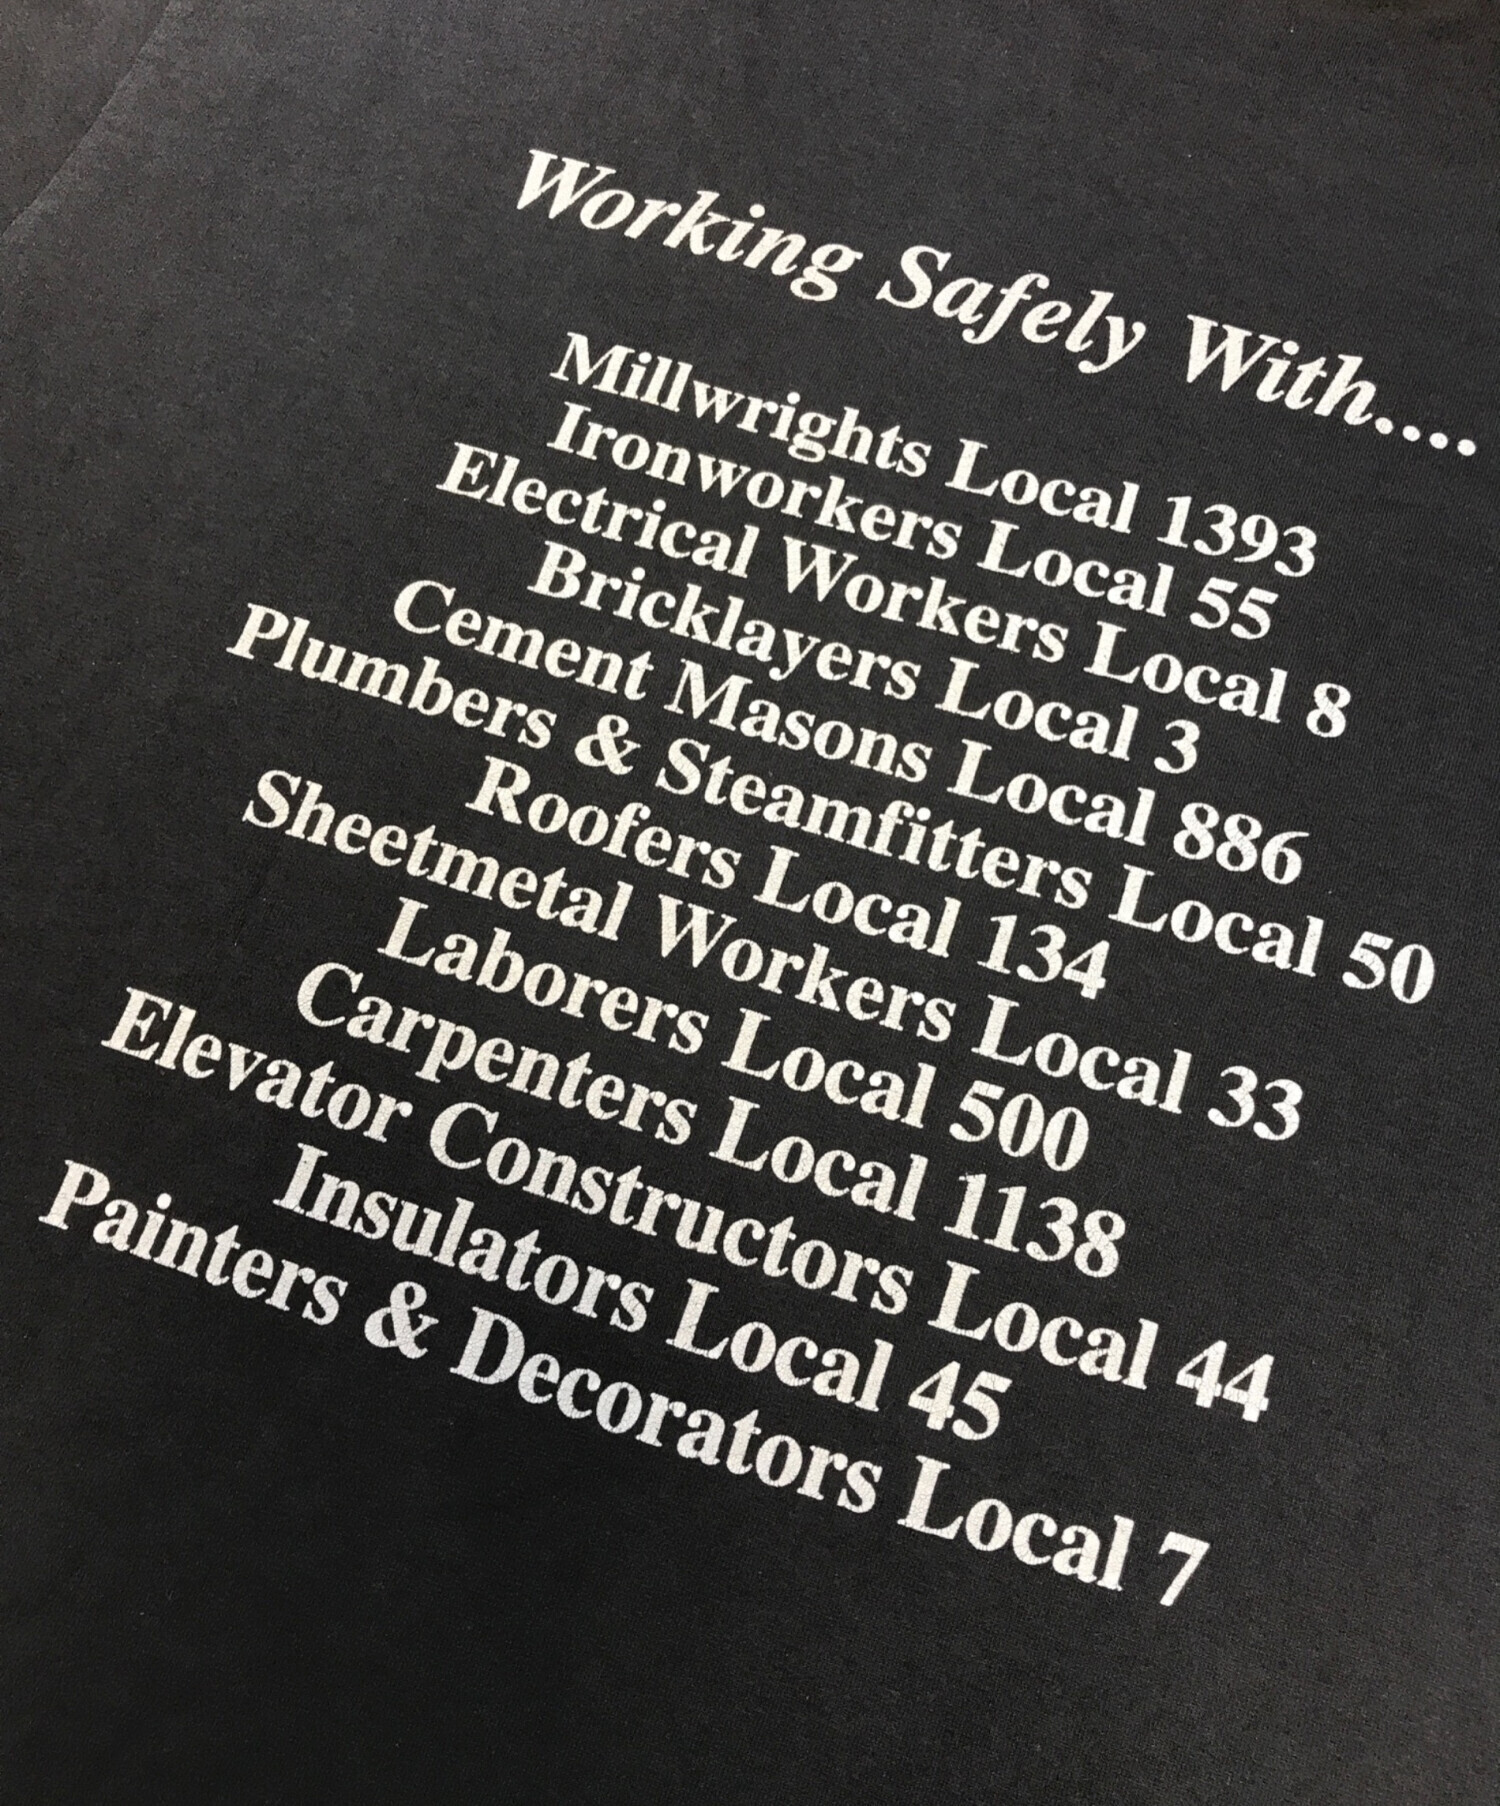 Working Safely With....
Millwrights Local 1393
Ironworkers Local 55
Electrical Workers Local 8
Bricklayers Local 3
Cement Masons Local 886
Plumbers & Steamfitters Local 50
Roofers Local 134
Sheetmetal Workers Local 33
Laborers Local 500
Carpenters Local 1138
Elevator Constructors Local 44
Insulators Local 45
Painters & Decorators Local 7